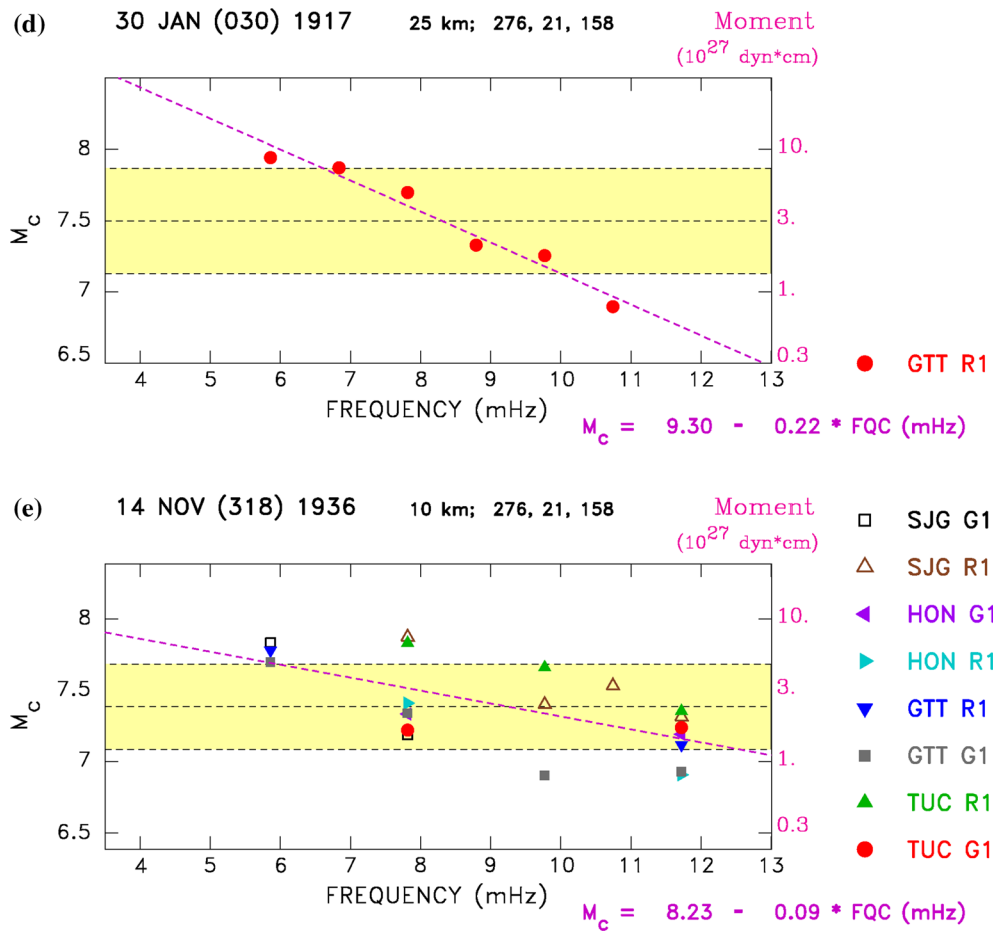 (d) 30 JAN (030) 1917 25 km; 276, 21, 158 Moment
(10^27 dyn*cm)
8 10.
7.5 3.
M_c
7 1.
6.5 0.3
4 5 6 7 8 9 10 11 12 13
FREQUENCY (mHz)
GTT R1
M_c = 9.30 - 0.22 * FQC (mHz)
(e) 14 NOV (318) 1936 10 km; 276, 21, 158 Moment
(10^27 dyn*cm)
8 10.
7.5 3.
M_c
7 1.
6.5 0.3
4 5 6 7 8 9 10 11 12 13
FREQUENCY (mHz)
SJG G1
SJG R1
HON G1
HON R1
GTT R1
GTT G1
TUC R1
TUC G1
M_c = 8.23 - 0.09 * FQC (mHz)